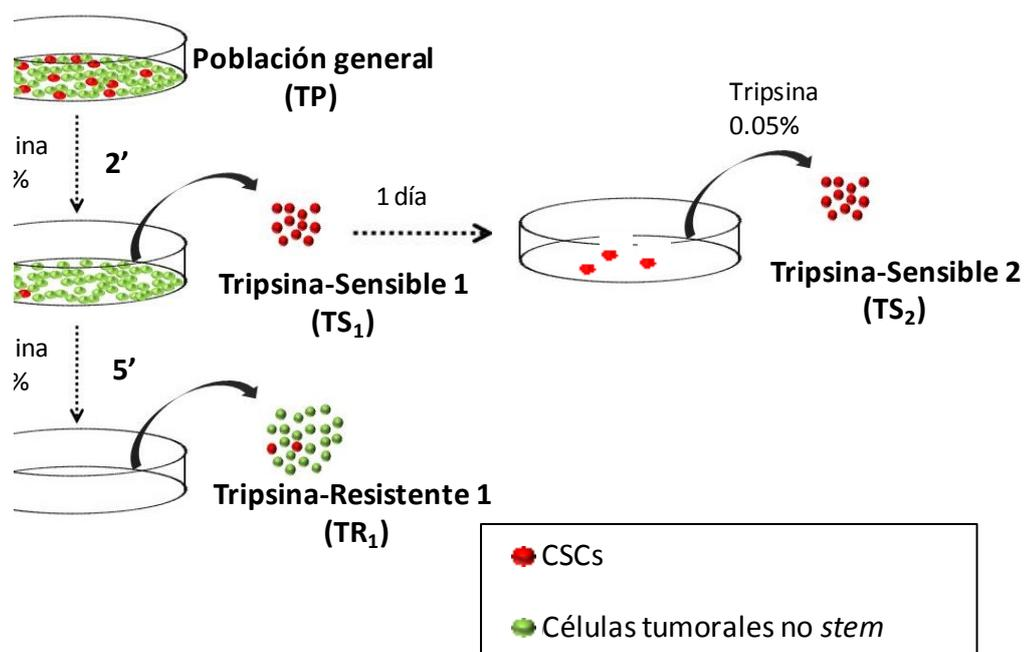 Población general
(TP)
ina
%
2’
Tripsina
0.05%
1 día
Tripsina-Sensible 1
(TS₁)
Tripsina-Sensible 2
(TS₂)
ina
%
5’
Tripsina-Resistente 1
(TR₁)
CSCs
Células tumorales no stem